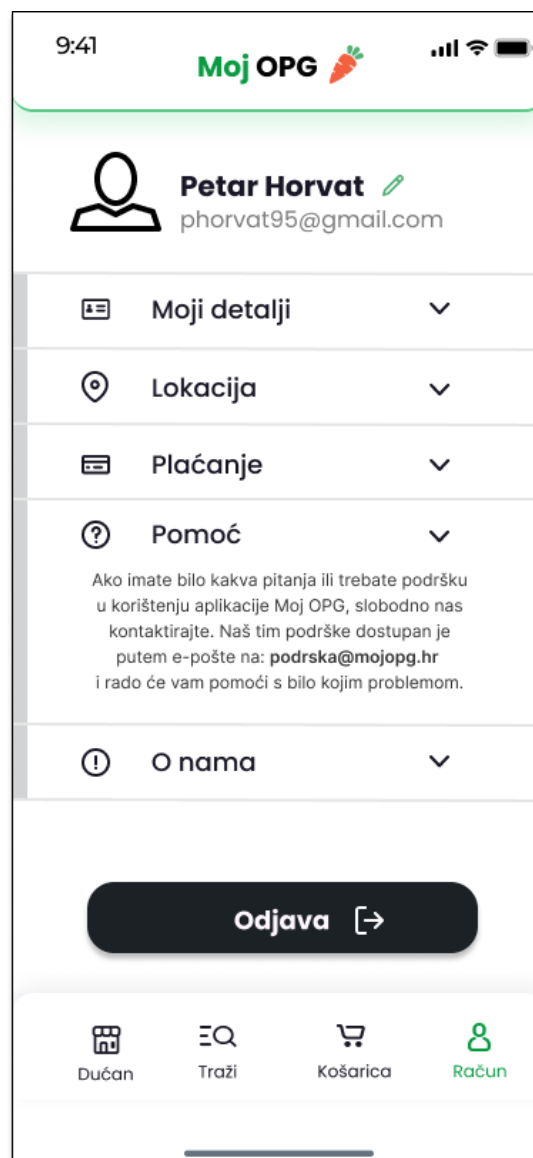 9:41
Moj OPG
Petar Horvat
phorvat95@gmail.com
Moji detalji
Lokacija
Plaćanje
Pomoć
Ako imate bilo kakva pitanja ili trebate podršku
u korištenju aplikacije Moj OPG, slobodno nas
kontaktirajte. Naš tim podrške dostupan je
putem e-pošte na: podrska@mojopg.hr
i rado će vam pomoći s bilo kojim problemom.
O nama
Odjava
Dućan
Traži
Košarica
Račun